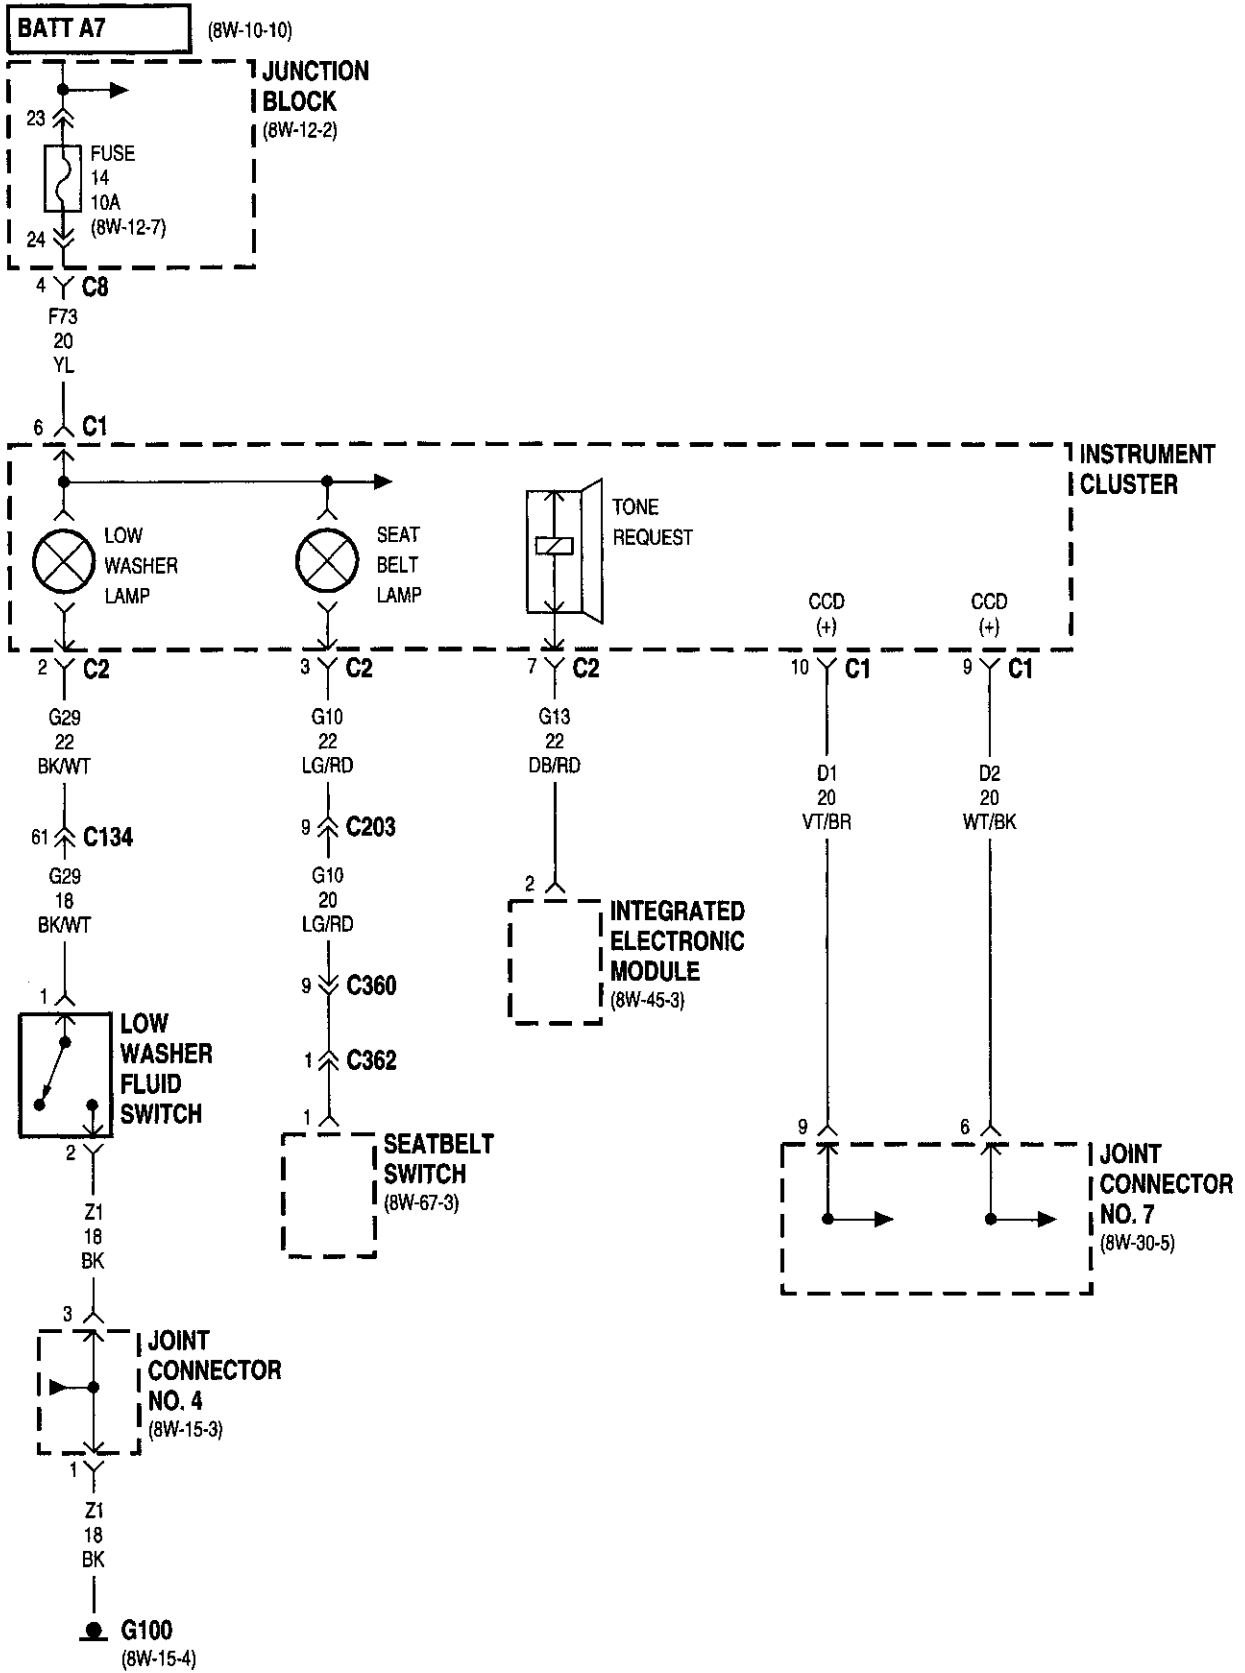 BATT A7
(8W-10-10)
JUNCTION
BLOCK
(8W-12-2)
23
FUSE
14
10A
(8W-12-7)
24
4 C8
F73
20
YL
6 C1
INSTRUMENT
CLUSTER
LOW
WASHER
LAMP
SEAT
BELT
LAMP
TONE
REQUEST
CCD
(+)
CCD
(+)
2 C2
3 C2
7 C2
10 C1
9 C1
G29
22
BK/WT
G10
22
LG/RD
G13
22
DB/RD
D1
20
VT/BR
D2
20
WT/BK
61 C134
9 C203
G29
18
BK/WT
G10
20
LG/RD
2
INTEGRATED
ELECTRONIC
MODULE
(8W-45-3)
9 C360
1
LOW
WASHER
FLUID
SWITCH
1 C362
1
SEATBELT
SWITCH
(8W-67-3)
9
6
JOINT
CONNECTOR
NO. 7
(8W-30-5)
2
Z1
18
BK
3
JOINT
CONNECTOR
NO. 4
(8W-15-3)
1
Z1
18
BK
G100
(8W-15-4)